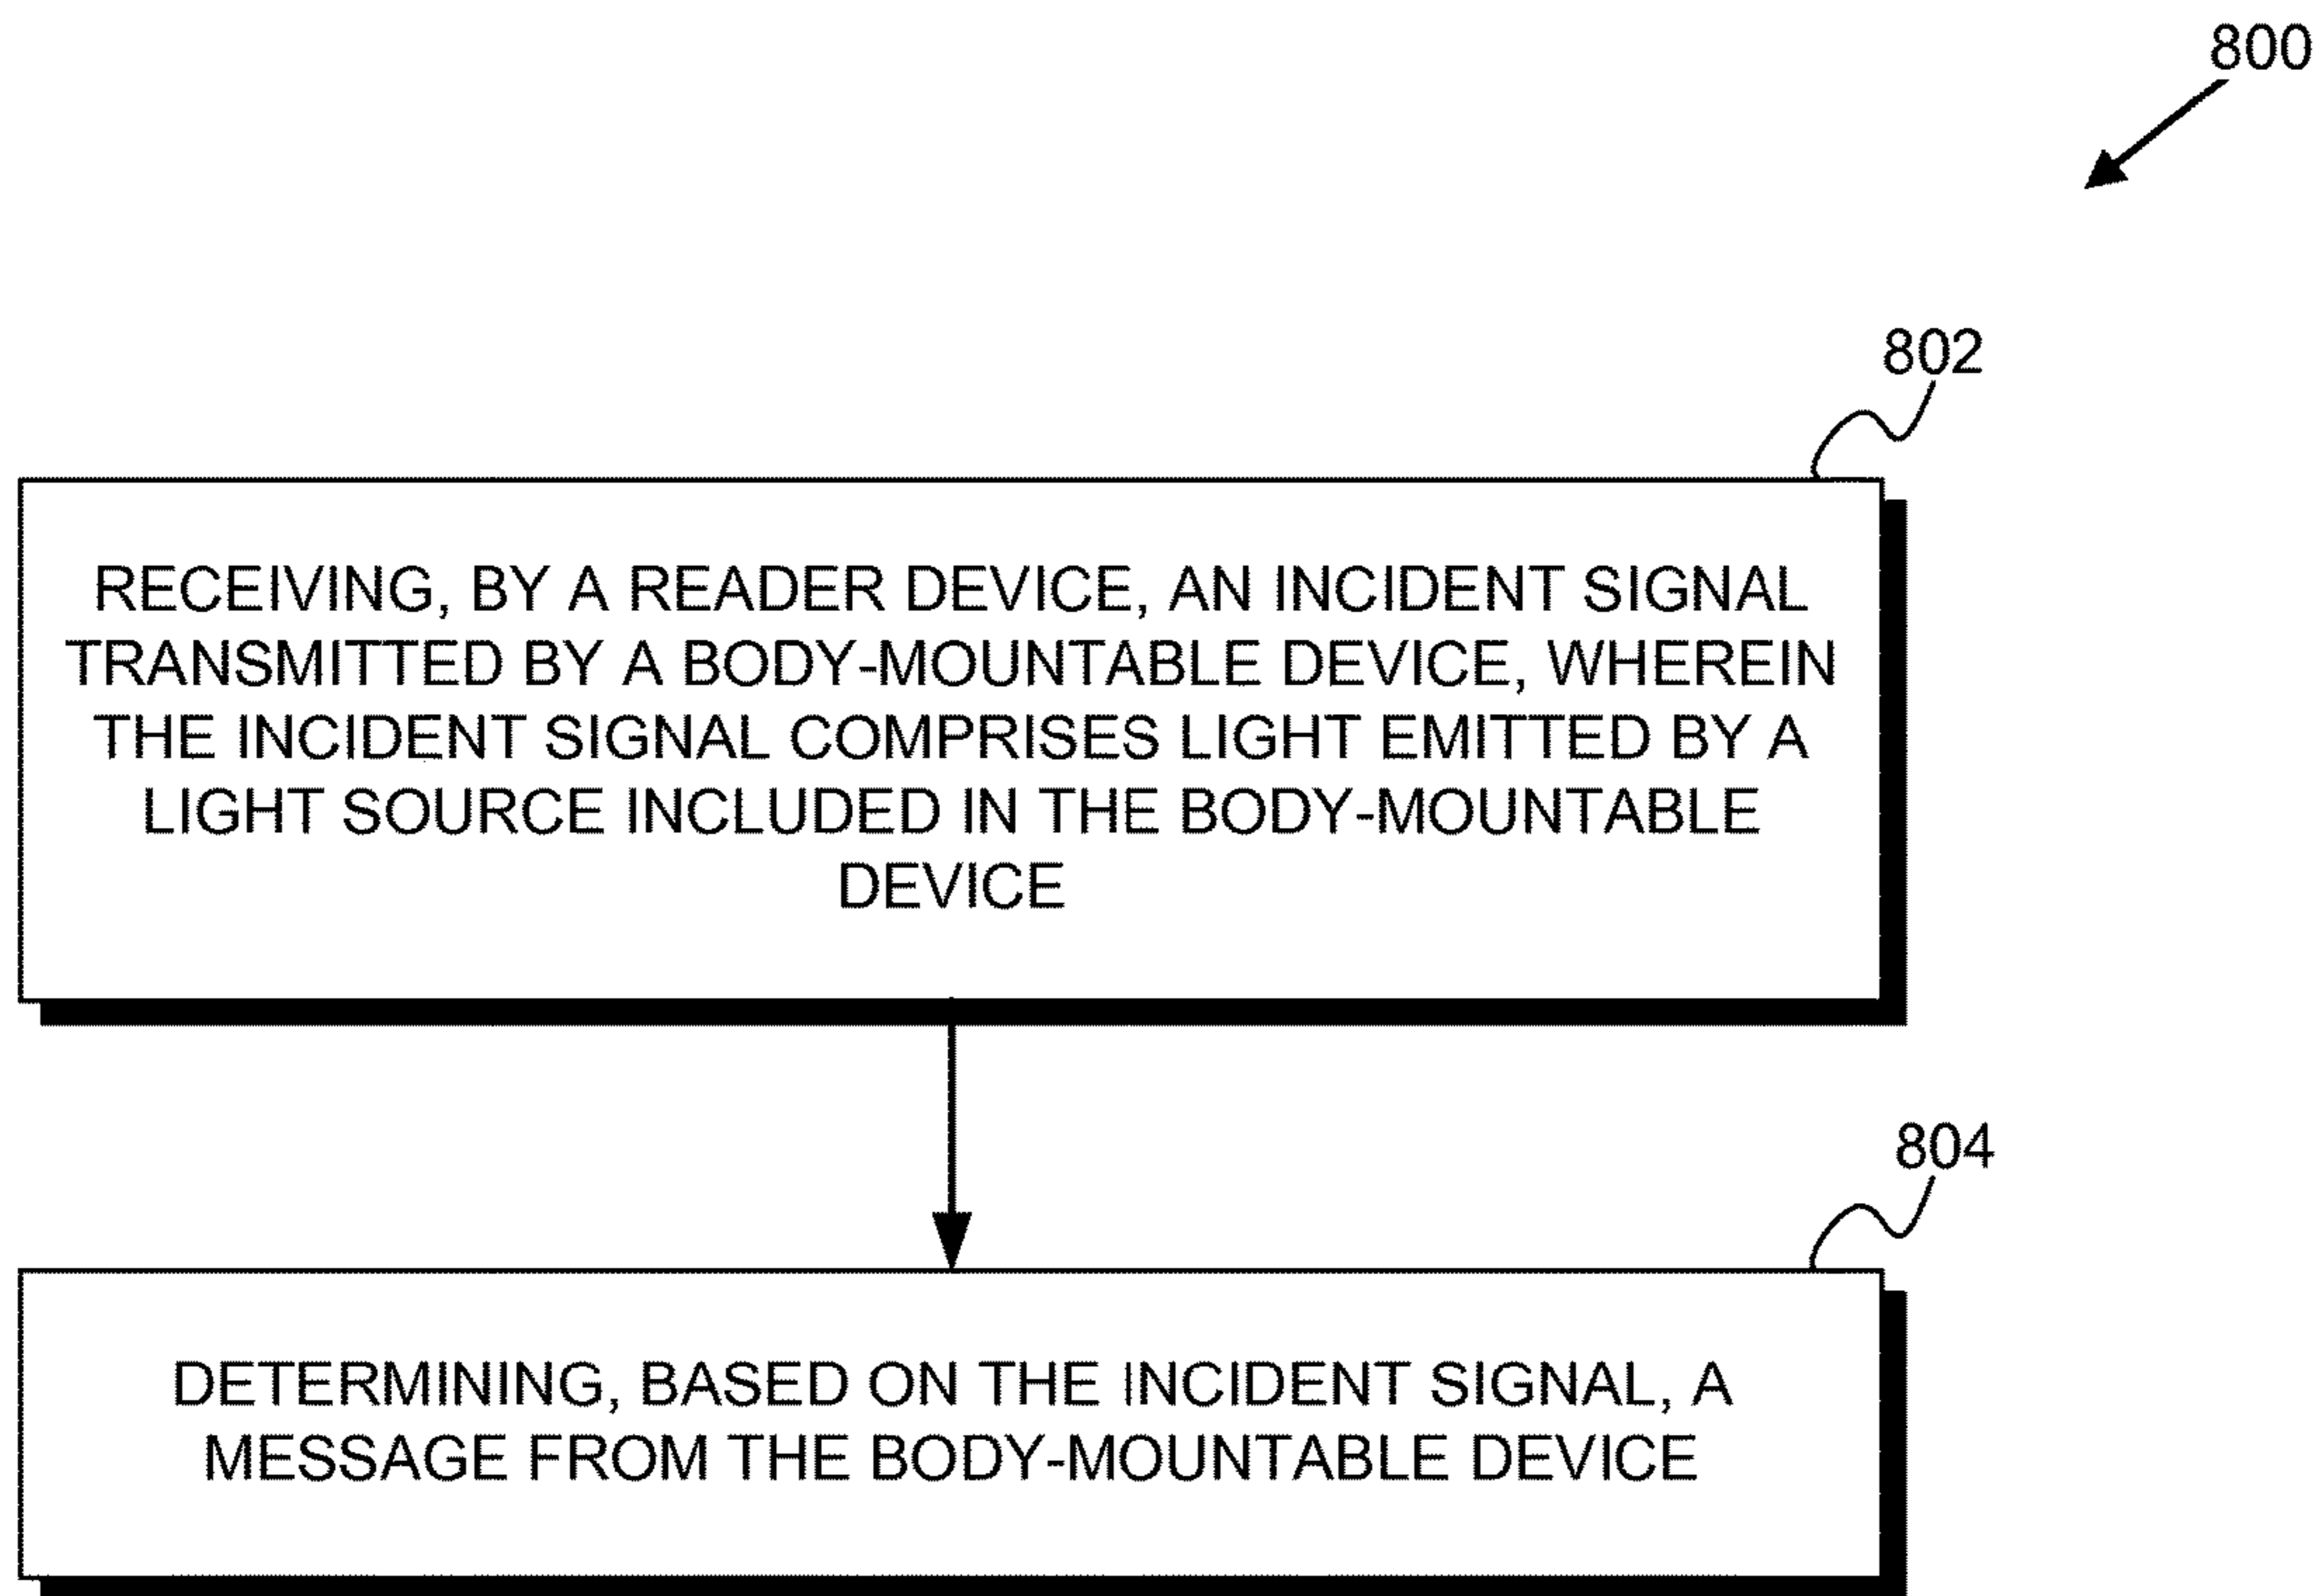 800
802
RECEIVING, BY A READER DEVICE, AN INCIDENT SIGNAL
TRANSMITTED BY A BODY-MOUNTABLE DEVICE, WHEREIN
THE INCIDENT SIGNAL COMPRISES LIGHT EMITTED BY A
LIGHT SOURCE INCLUDED IN THE BODY-MOUNTABLE
DEVICE
804
DETERMINING, BASED ON THE INCIDENT SIGNAL, A
MESSAGE FROM THE BODY-MOUNTABLE DEVICE